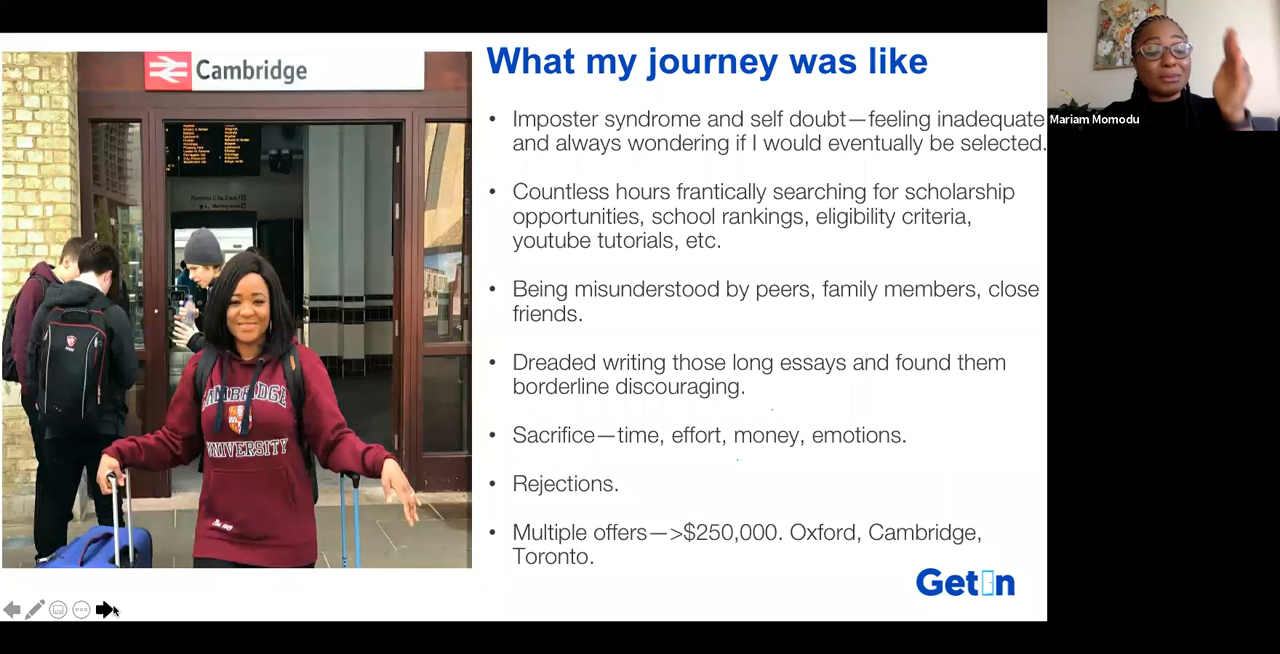 Cambridge
What my journey was like
• Imposter syndrome and self doubt—feeling inadequate
and always wondering if I would eventually be selected.
• Countless hours frantically searching for scholarship
opportunities, school rankings, eligibility criteria,
youtube tutorials, etc.
• Being misunderstood by peers, family members, close
friends.
• Dreaded writing those long essays and found them
borderline discouraging.
• Sacrifice—time, effort, money, emotions.
• Rejections.
• Multiple offers—>$250,000. Oxford, Cambridge,
Toronto.
GetIn
Mariam Momodu
CAMBRIDGE
UNIVERSITY